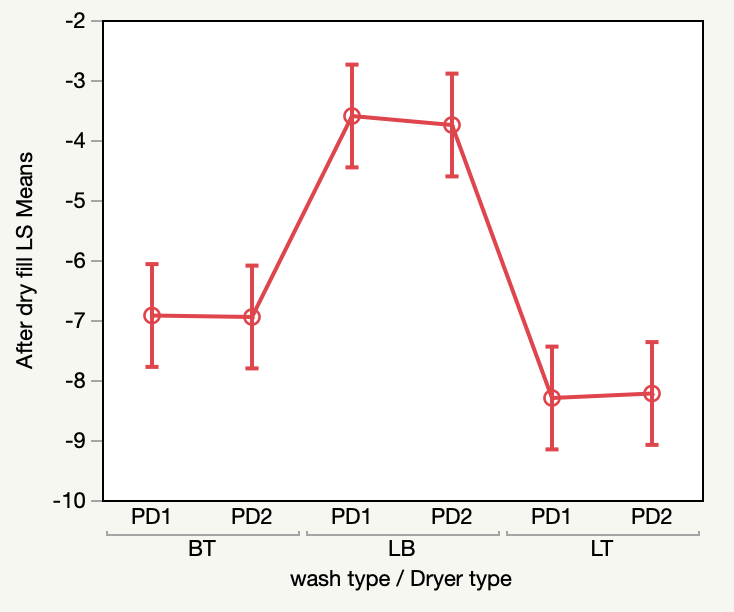 After dry fill LS Means
-2
-3
-4
-5
-6
-7
-8
-9
-10
PD1 PD2 PD1 PD2 PD1 PD2
BT LB LT
wash type / Dryer type